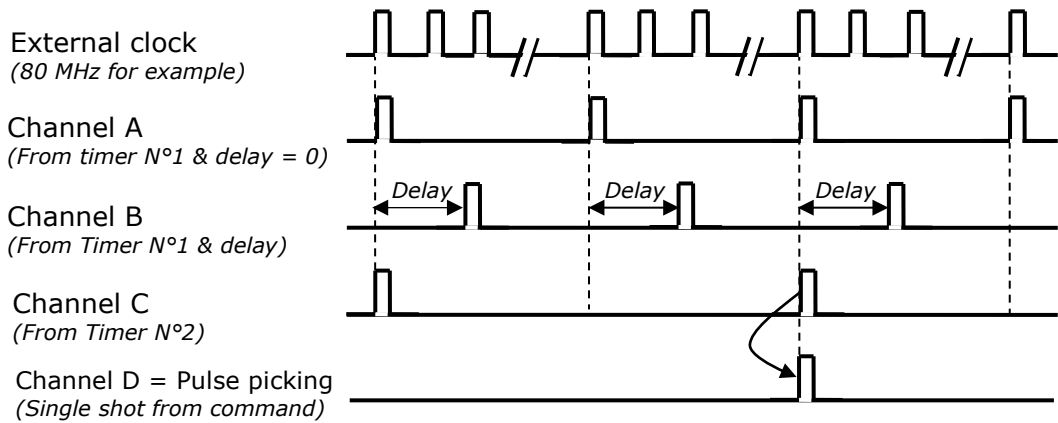 External clock
(80 MHz for example)
Channel A
(From timer N°1 & delay = 0)
Delay Delay Delay
Channel B
(From Timer N°1 & delay)
Channel C
(From Timer N°2)
Channel D = Pulse picking
(Single shot from command)